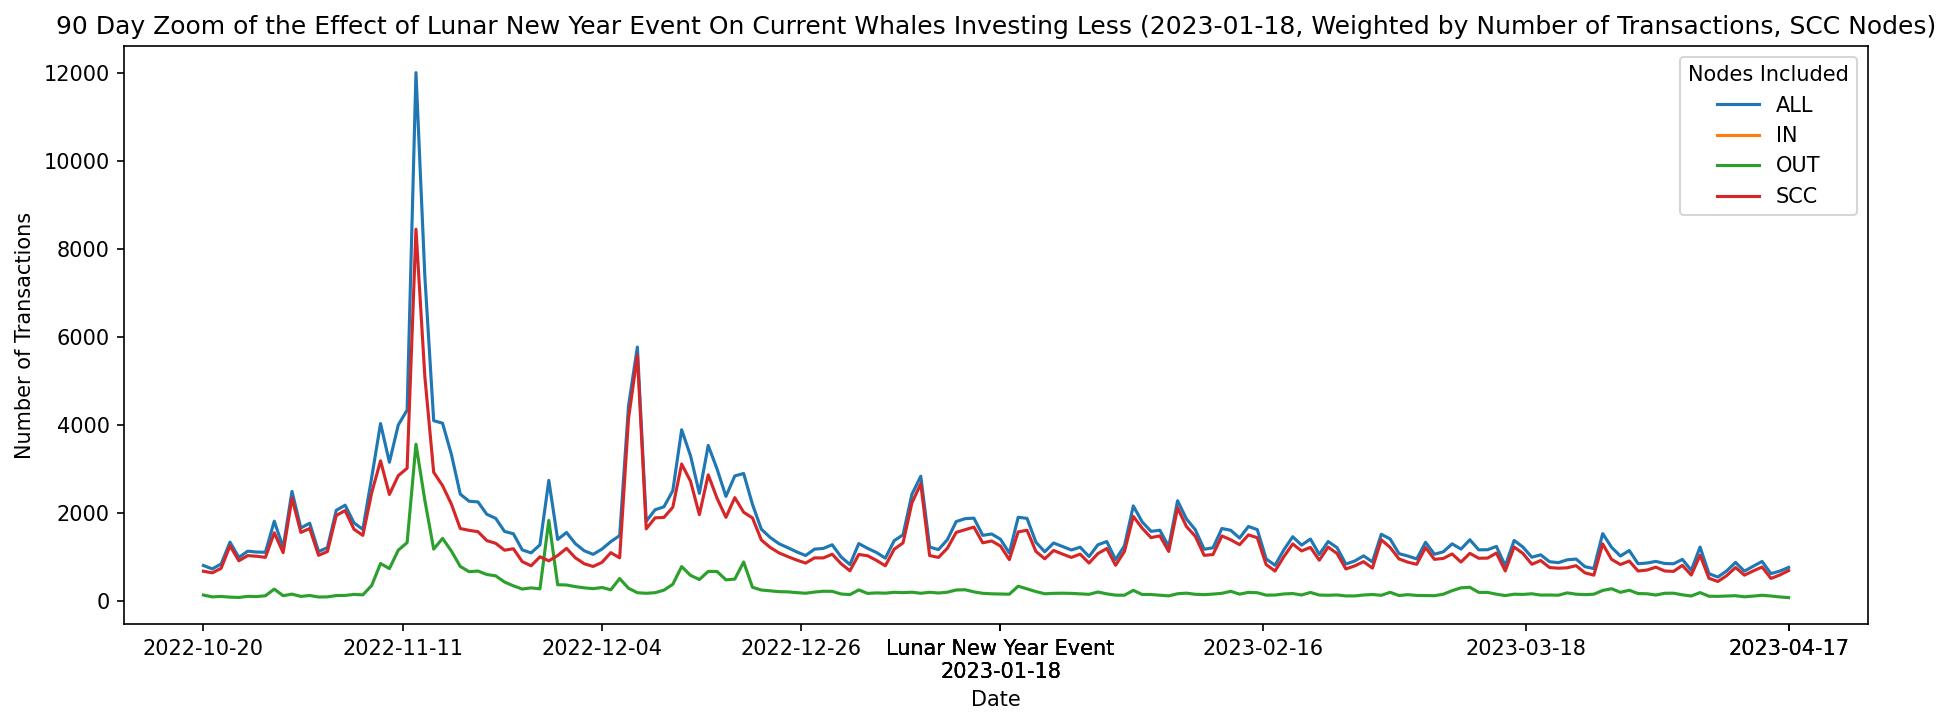 90 Day Zoom of the Effect of Lunar New Year Event On Current Whales Investing Less (2023-01-18, Weighted by Number of Transactions, SCC Nodes)
Number of Transactions
12000
10000
8000
6000
4000
2000
0
Nodes Included
ALL
IN
OUT
SCC
2022-10-20 2022-11-11 2022-12-04 2022-12-26 Lunar New Year Event 2023-02-16 2023-03-18 2023-04-17
2023-01-18
Date